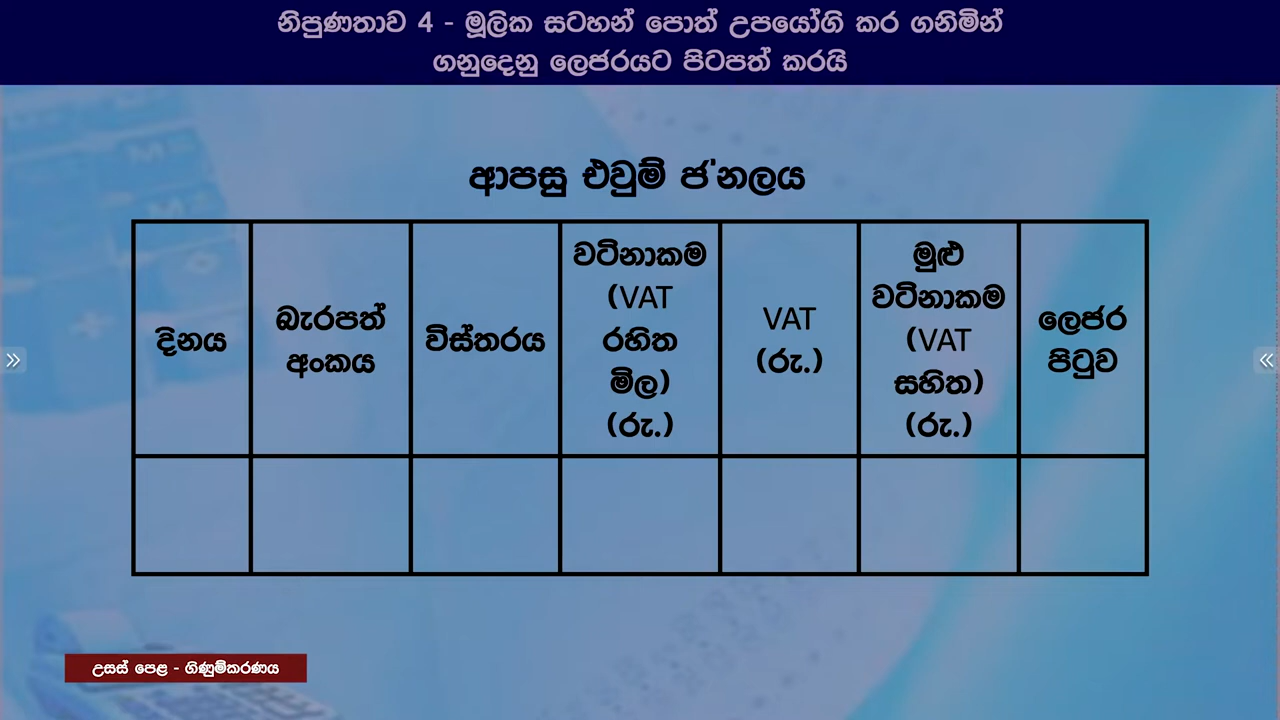 නිපුණතාව 4 - මූලික සටහන් පොත් උපයෝගි කර ගනිමින්
ගනුදෙනු ලෙජරයට පිටපත් කරයි
ආපසු එවුම් ජ'නලය
දිනය
බැරපත්
අංකය
විස්තරය
වටිනාකම
(VAT
රහිත
මිල)
(රු.)
VAT
(රු.)
මුළු
වටිනාකම
(VAT
සහිත)
(රු.)
ලෙජර
පිටුව
උසස් පෙළ - ගිණුම්කරණය